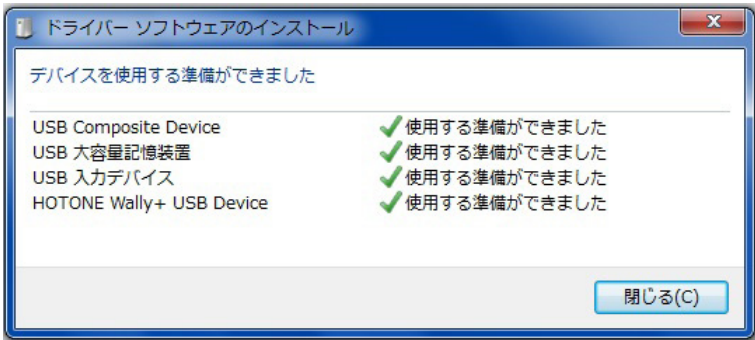 ドライバー ソフトウェアのインストール
デバイスを使用する準備ができました
USB Composite Device 使用する準備ができました
USB 大容量記憶装置 使用する準備ができました
USB 入力デバイス 使用する準備ができました
HOTONE Wally+ USB Device 使用する準備ができました
閉じる(C)